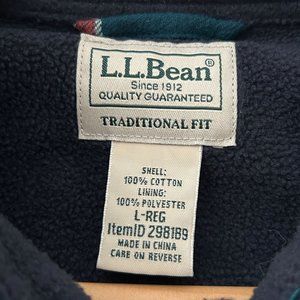 L.L.Bean
Since 1912
QUALITY GUARANTEED
TRADITIONAL FIT
SHELL:
100% COTTON
LINING:
100% POLYESTER
L-REG
ItemID 298189
MADE IN CHINA
CARE ON REVERSE